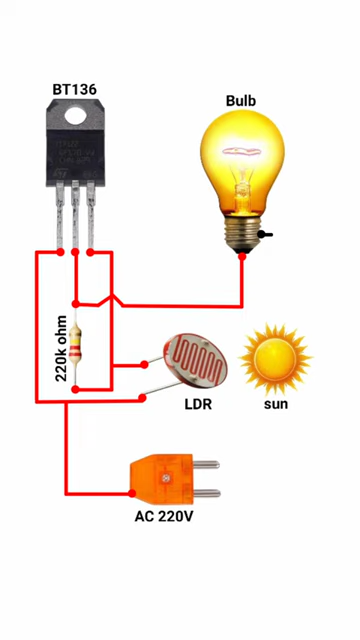 BT136
Bulb
220k ohm
LDR
sun
AC 220V